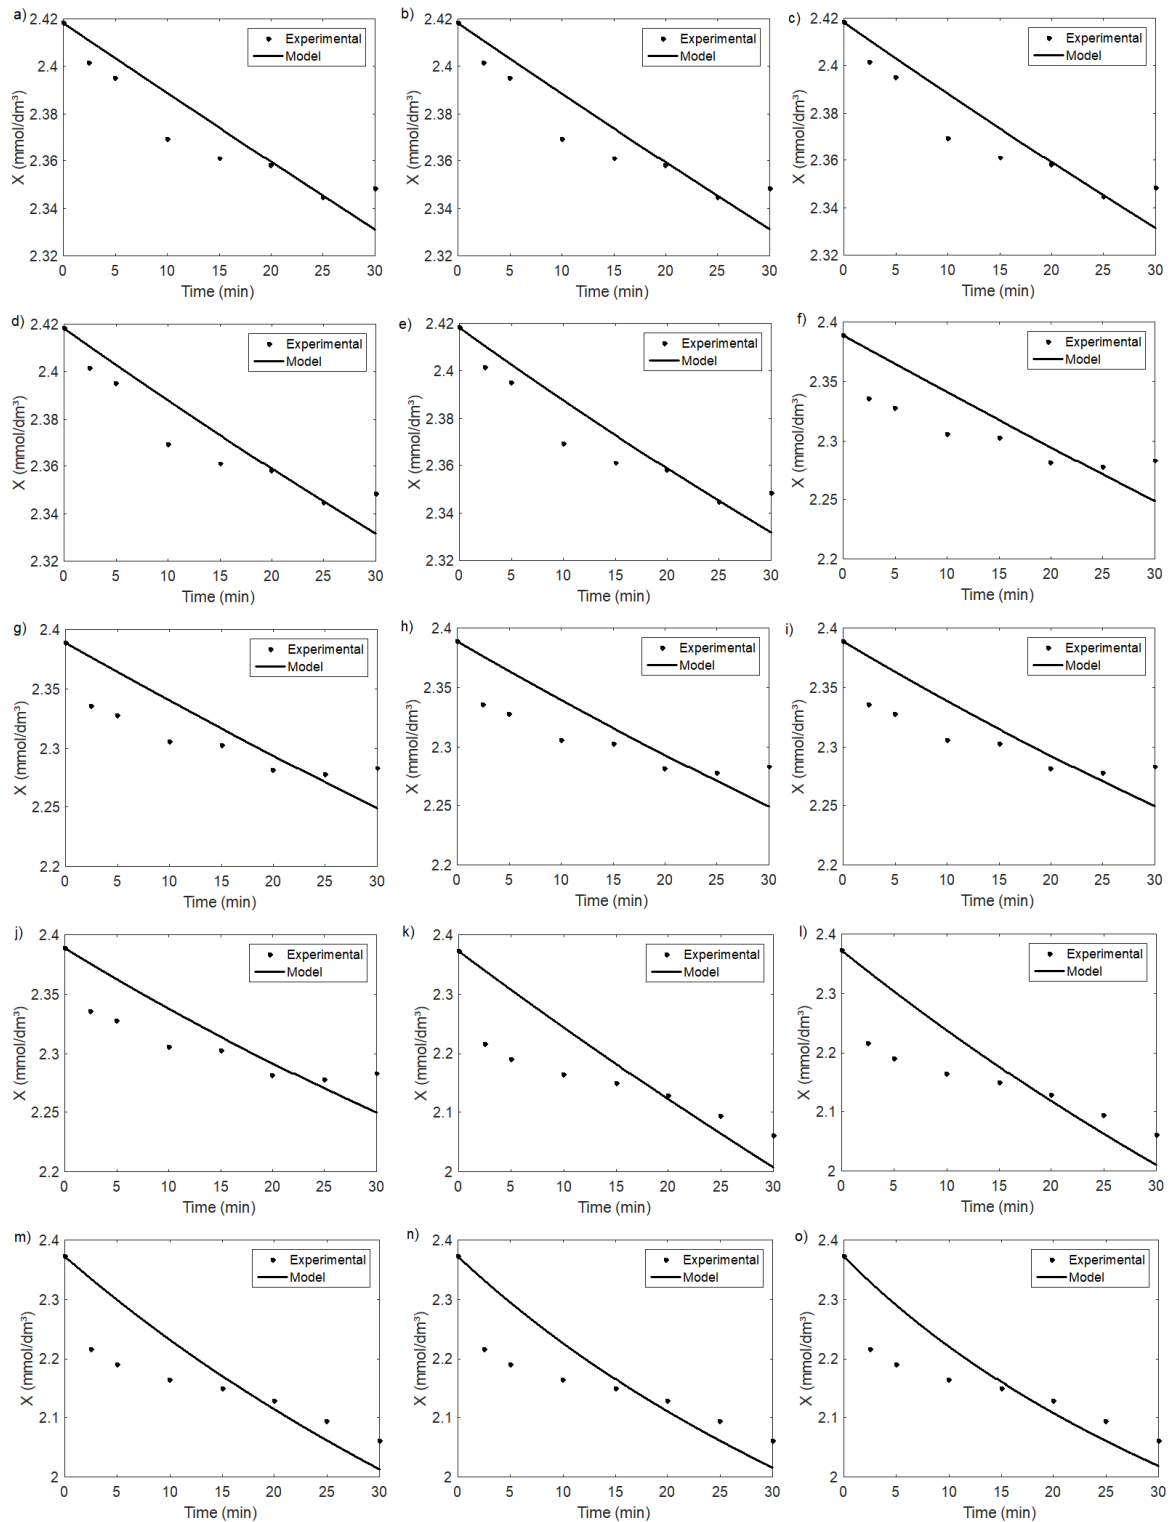 a)
2.42
2.4
2.38
2.36
2.34
2.32
X (mmol/dm³)
Experimental
Model
0 5 10 15 20 25 30
Time (min)
b)
2.42
2.4
2.38
2.36
2.34
2.32
X (mmol/dm³)
Experimental
Model
0 5 10 15 20 25 30
Time (min)
c)
2.42
2.4
2.38
2.36
2.34
2.32
X (mmol/dm³)
Experimental
Model
0 5 10 15 20 25 30
Time (min)
d)
2.42
2.4
2.38
2.36
2.34
2.32
X (mmol/dm³)
Experimental
Model
0 5 10 15 20 25 30
Time (min)
e)
2.42
2.4
2.38
2.36
2.34
2.32
X (mmol/dm³)
Experimental
Model
0 5 10 15 20 25 30
Time (min)
f)
2.4
2.35
2.3
2.25
2.2
X (mmol/dm³)
Experimental
Model
0 5 10 15 20 25 30
Time (min)
g)
2.4
2.35
2.3
2.25
2.2
X (mmol/dm³)
Experimental
Model
0 5 10 15 20 25 30
Time (min)
h)
2.4
2.35
2.3
2.25
2.2
X (mmol/dm³)
Experimental
Model
0 5 10 15 20 25 30
Time (min)
i)
2.4
2.35
2.3
2.25
2.2
X (mmol/dm³)
Experimental
Model
0 5 10 15 20 25 30
Time (min)
j)
2.4
2.35
2.3
2.25
2.2
X (mmol/dm³)
Experimental
Model
0 5 10 15 20 25 30
Time (min)
k)
2.4
2.3
2.2
2.1
2
X (mmol/dm³)
Experimental
Model
0 5 10 15 20 25 30
Time (min)
l)
2.4
2.3
2.2
2.1
2
X (mmol/dm³)
Experimental
Model
0 5 10 15 20 25 30
Time (min)
m)
2.4
2.3
2.2
2.1
2
X (mmol/dm³)
Experimental
Model
0 5 10 15 20 25 30
Time (min)
n)
2.4
2.3
2.2
2.1
2
X (mmol/dm³)
Experimental
Model
0 5 10 15 20 25 30
Time (min)
o)
2.4
2.3
2.2
2.1
2
X (mmol/dm³)
Experimental
Model
0 5 10 15 20 25 30
Time (min)